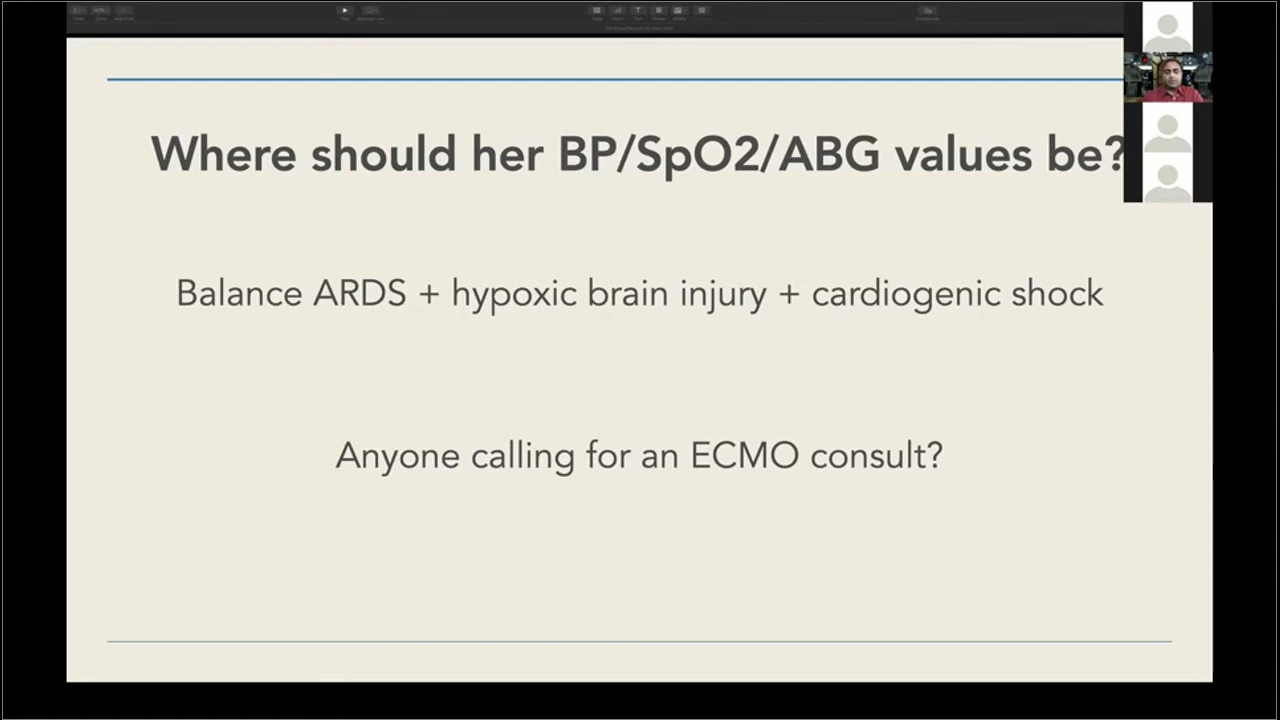 Where should her BP/SpO2/ABG values be?
Balance ARDS + hypoxic brain injury + cardiogenic shock
Anyone calling for an ECMO consult?